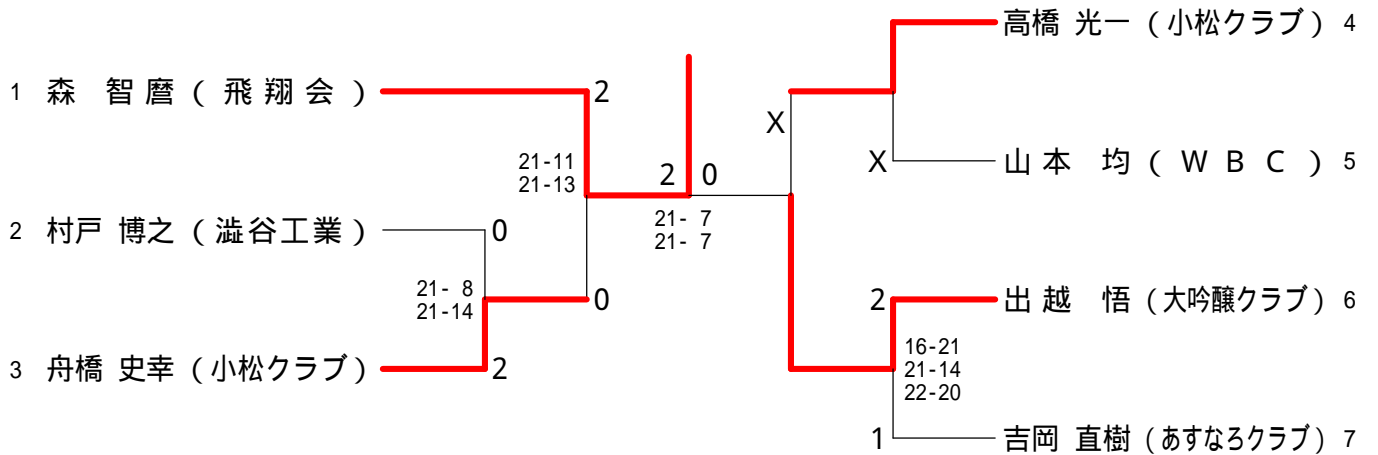 1 森 智麿（飛翔会）
2
21-11
21-13
2 村戸 博之（澁谷工業）
0
21- 8
21-14
0
3 舟橋 史幸（小松クラブ）
2
2 0
21- 7
21- 7
高橋 光一（小松クラブ） 4
X
X
山本 均（ＷＢＣ） 5
2
出越 悟（大吟醸クラブ） 6
16-21
21-14
22-20
1
吉岡 直樹（あすなろクラブ） 7